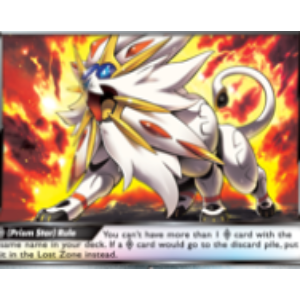 (Prism Star) Rule You can't have more than 1 ◇ card with the
same name in your deck. If a ◇ card would go to the discard pile, put
it in the Lost Zone instead.